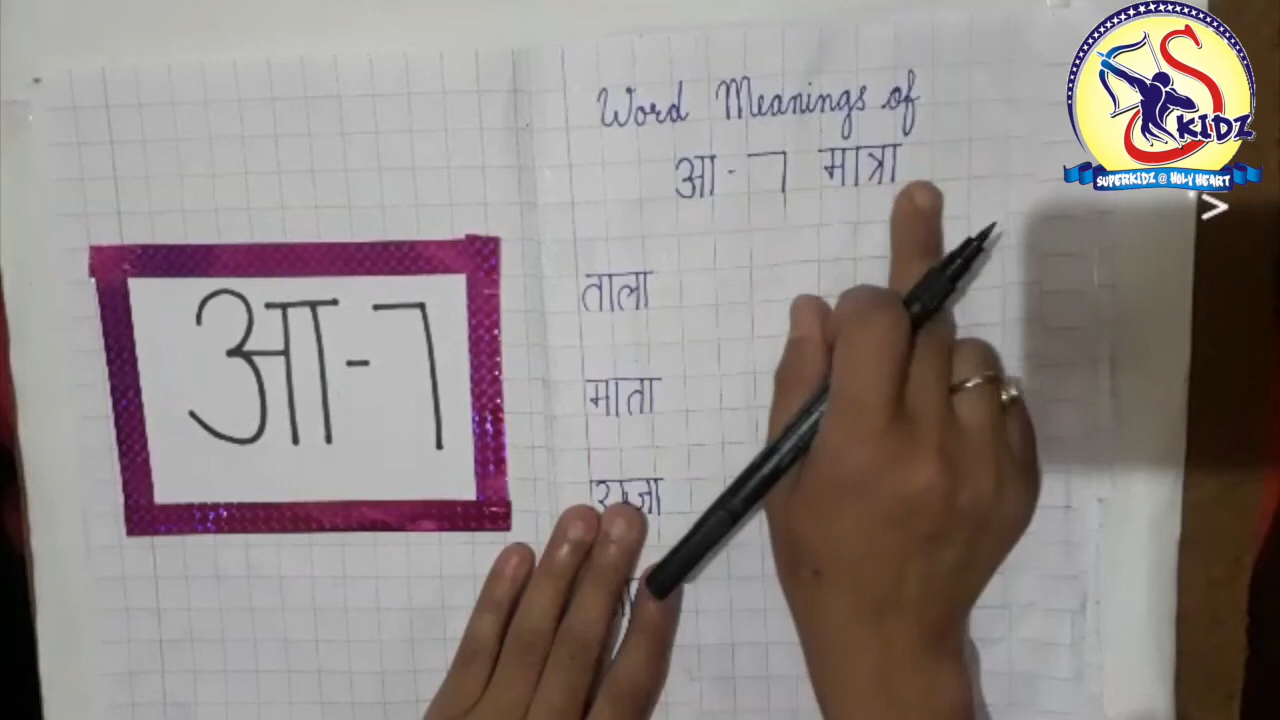 Word Meanings of
आ - ा मात्रा
आ - ा
ताला
माता
राजा
S KIDZ
SUPERKIDZ @ HOLY HEART
>